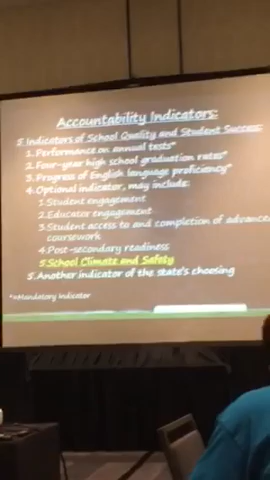 Accountability Indicators:
5 Indicators of School Quality and Student Success:
1. Performance on annual tests*
2. Four-year high school graduation rates*
3. Progress of English language proficiency*
4. Optional indicator, may include:
1. Student engagement
2. Educator engagement
3. Student access to and completion of advance
coursework
4. Post-secondary readiness
5. School Climate and Safety
5. Another indicator of the state's choosing
*=Mandatory Indicator